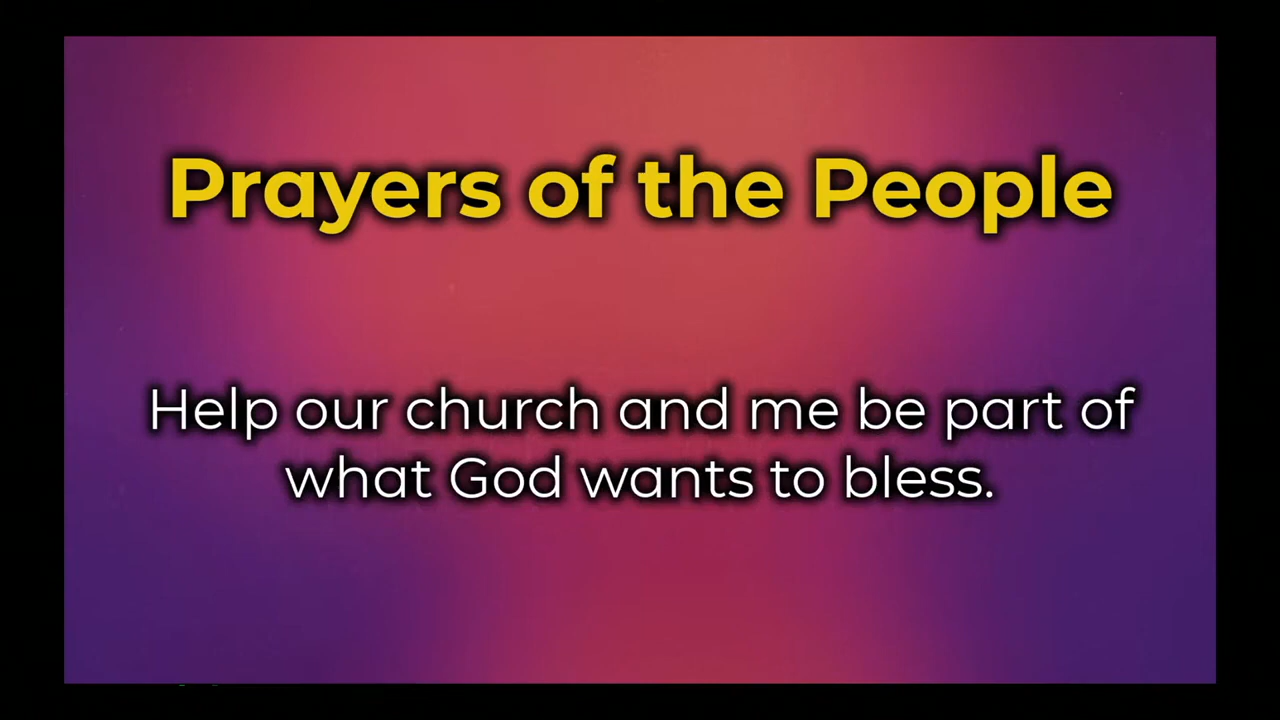 Prayers of the People
Help our church and me be part of
what God wants to bless.